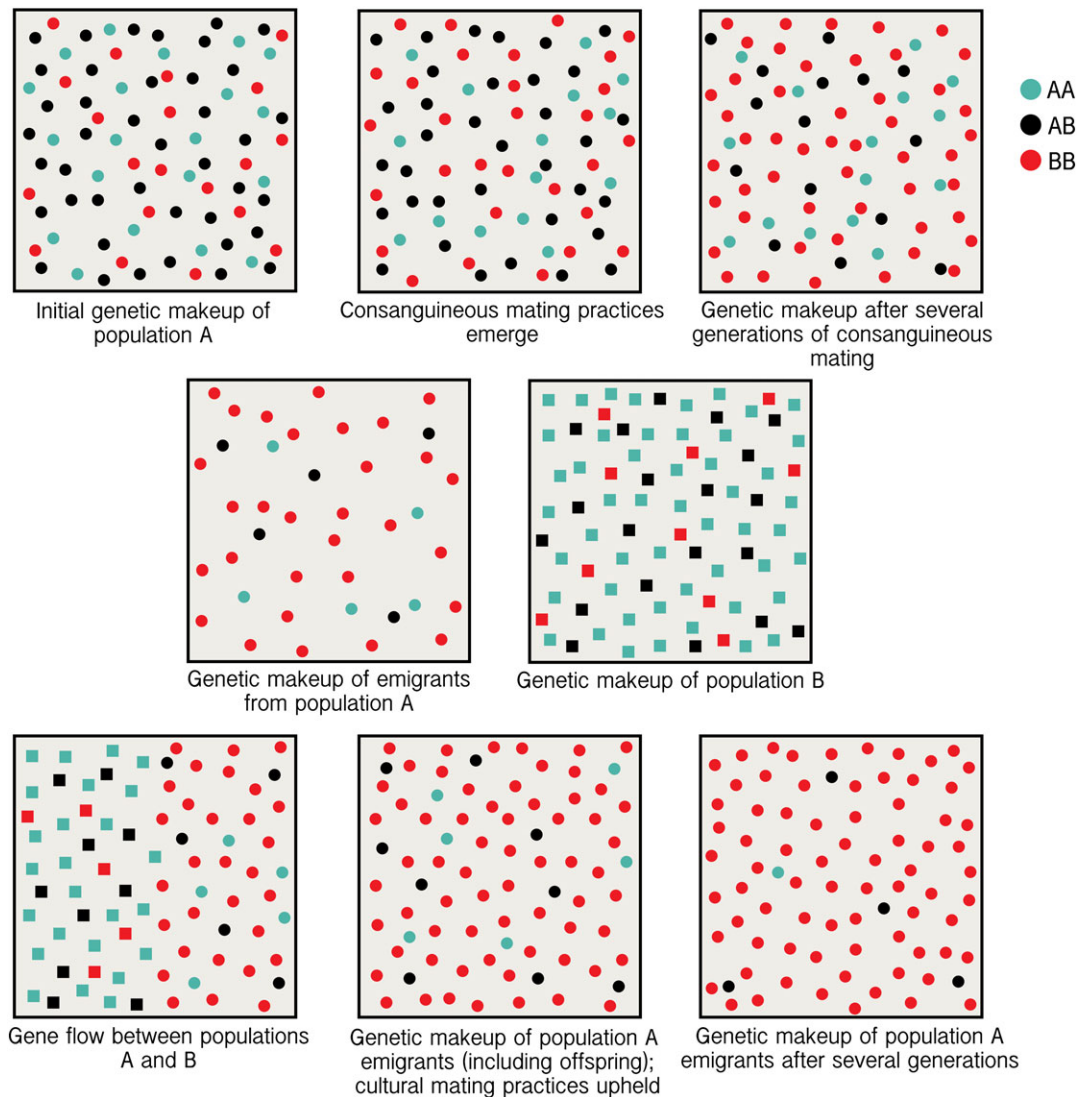 AA
AB
BB
Initial genetic makeup of
population A
Consanguineous mating practices
emerge
Genetic makeup after several
generations of consanguineous
mating
Genetic makeup of emigrants
from population A
Genetic makeup of population B
Gene flow between populations
A and B
Genetic makeup of population A
emigrants (including offspring);
cultural mating practices upheld
Genetic makeup of population A
emigrants after several generations